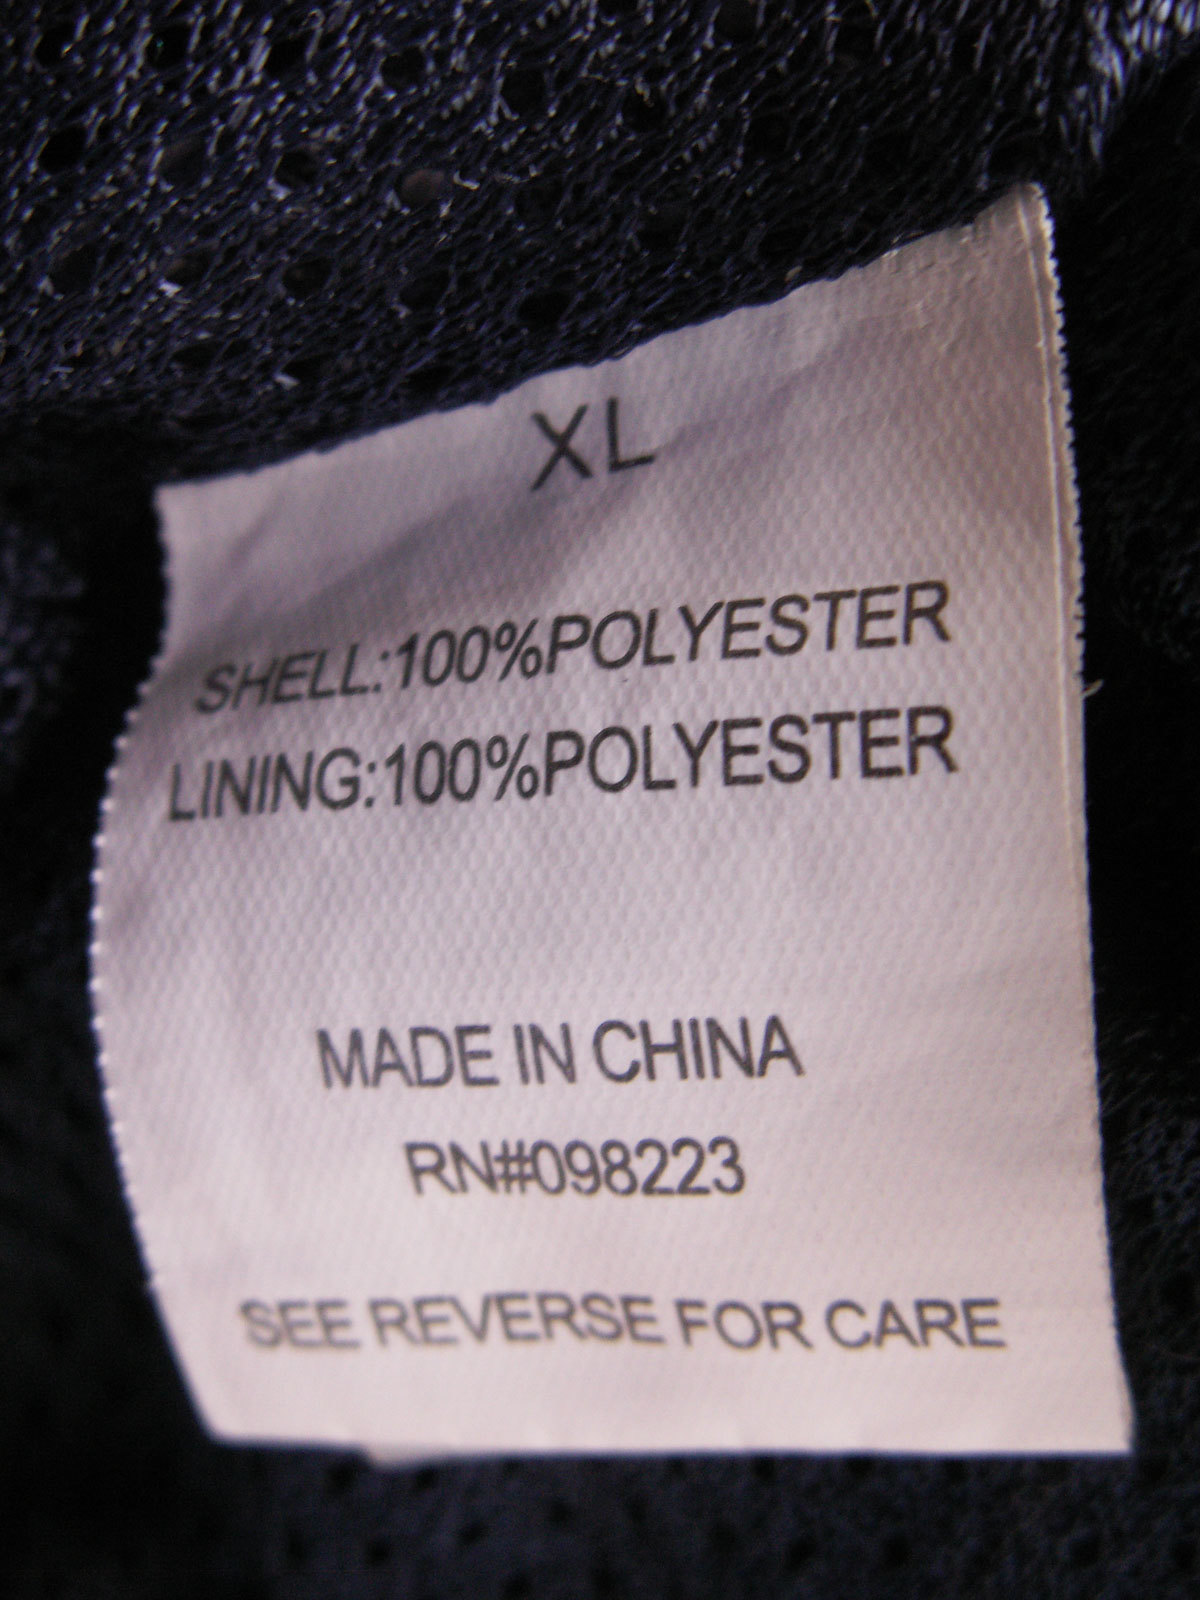 XL
SHELL:100%POLYESTER
LINING:100%POLYESTER
MADE IN CHINA
RN#098223
SEE REVERSE FOR CARE